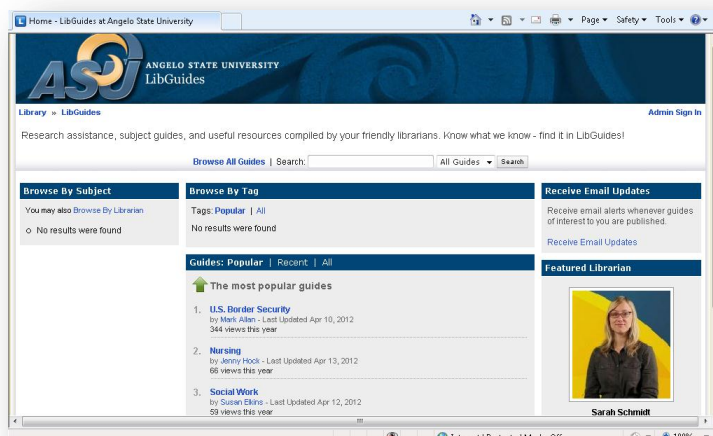 Home - LibGuides at Angelo State University
Page Safety Tools
ASU
ANGELO STATE UNIVERSITY
LibGuides
Library » LibGuides
Admin Sign In
Research assistance, subject guides, and useful resources compiled by your friendly librarians. Know what we know - find it in LibGuides!
Browse All Guides | Search: All Guides Search
Browse By Subject
You may also Browse By Librarian
No results were found
Browse By Tag
Tags: Popular | All
No results were found
Guides: Popular | Recent | All
The most popular guides
1. U.S. Border Security
by Mark Allan - Last Updated Apr 10, 2012
344 views this year
2. Nursing
by Jenny Hock - Last Updated Apr 13, 2012
66 views this year
3. Social Work
by Susan Elkins - Last Updated Apr 12, 2012
59 views this year
Receive Email Updates
Receive email alerts whenever guides
of interest to you are published.
Receive Email Updates
Featured Librarian
Sarah Schmidt